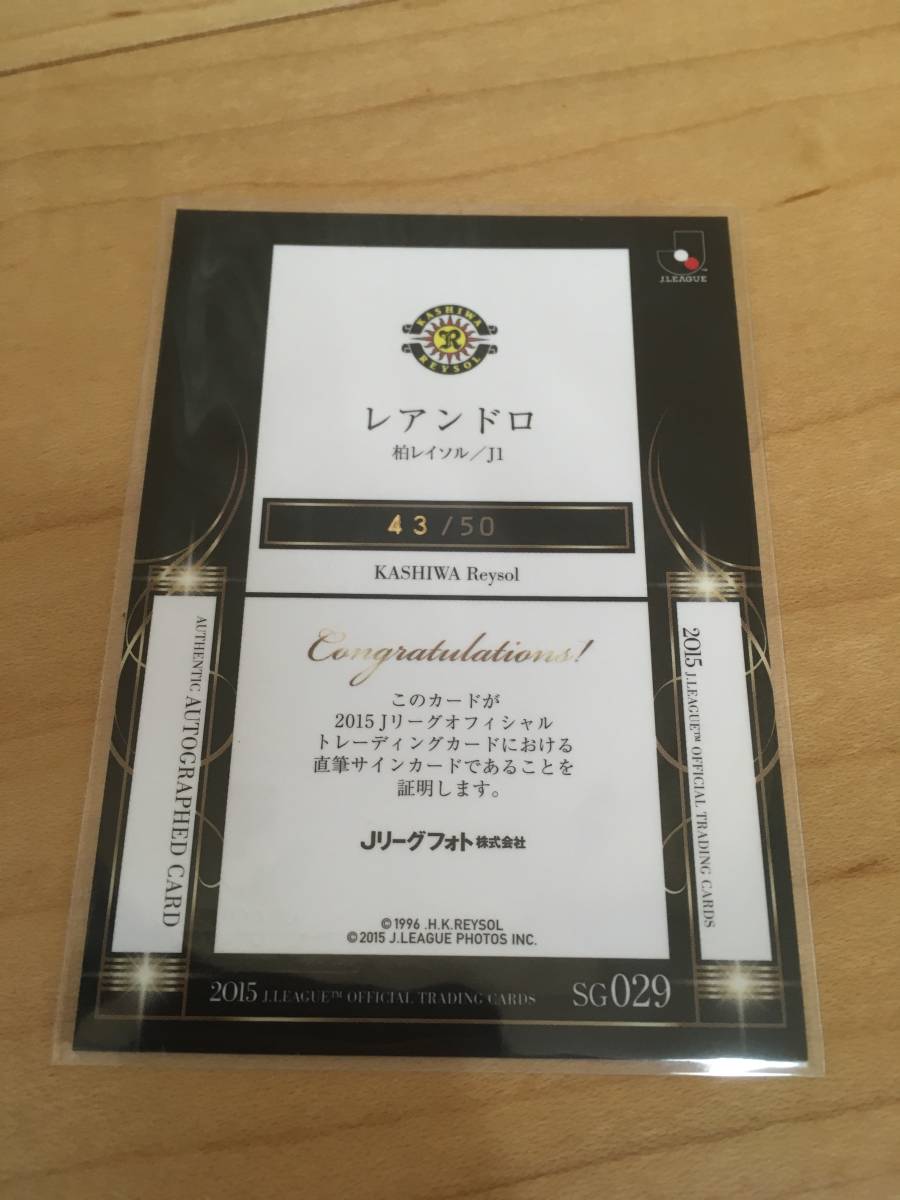 J.LEAGUE™
KASHIWA
R
REYSOL
レアンドロ
柏レイソル／J1
43/50
KASHIWA Reysol
Congratulations!
このカードが
2015 Jリーグオフィシャル
トレーディングカードにおける
直筆サインカードであることを
証明します。
Jリーグフォト株式会社
©1996 .H.K.REYSOL
©2015 J.LEAGUE PHOTOS INC.
AUTHENTIC AUTOGRAPHED CARD
2015 J.LEAGUE™ OFFICIAL TRADING CARDS
2015 J.LEAGUE™ OFFICIAL TRADING CARDS
SG029